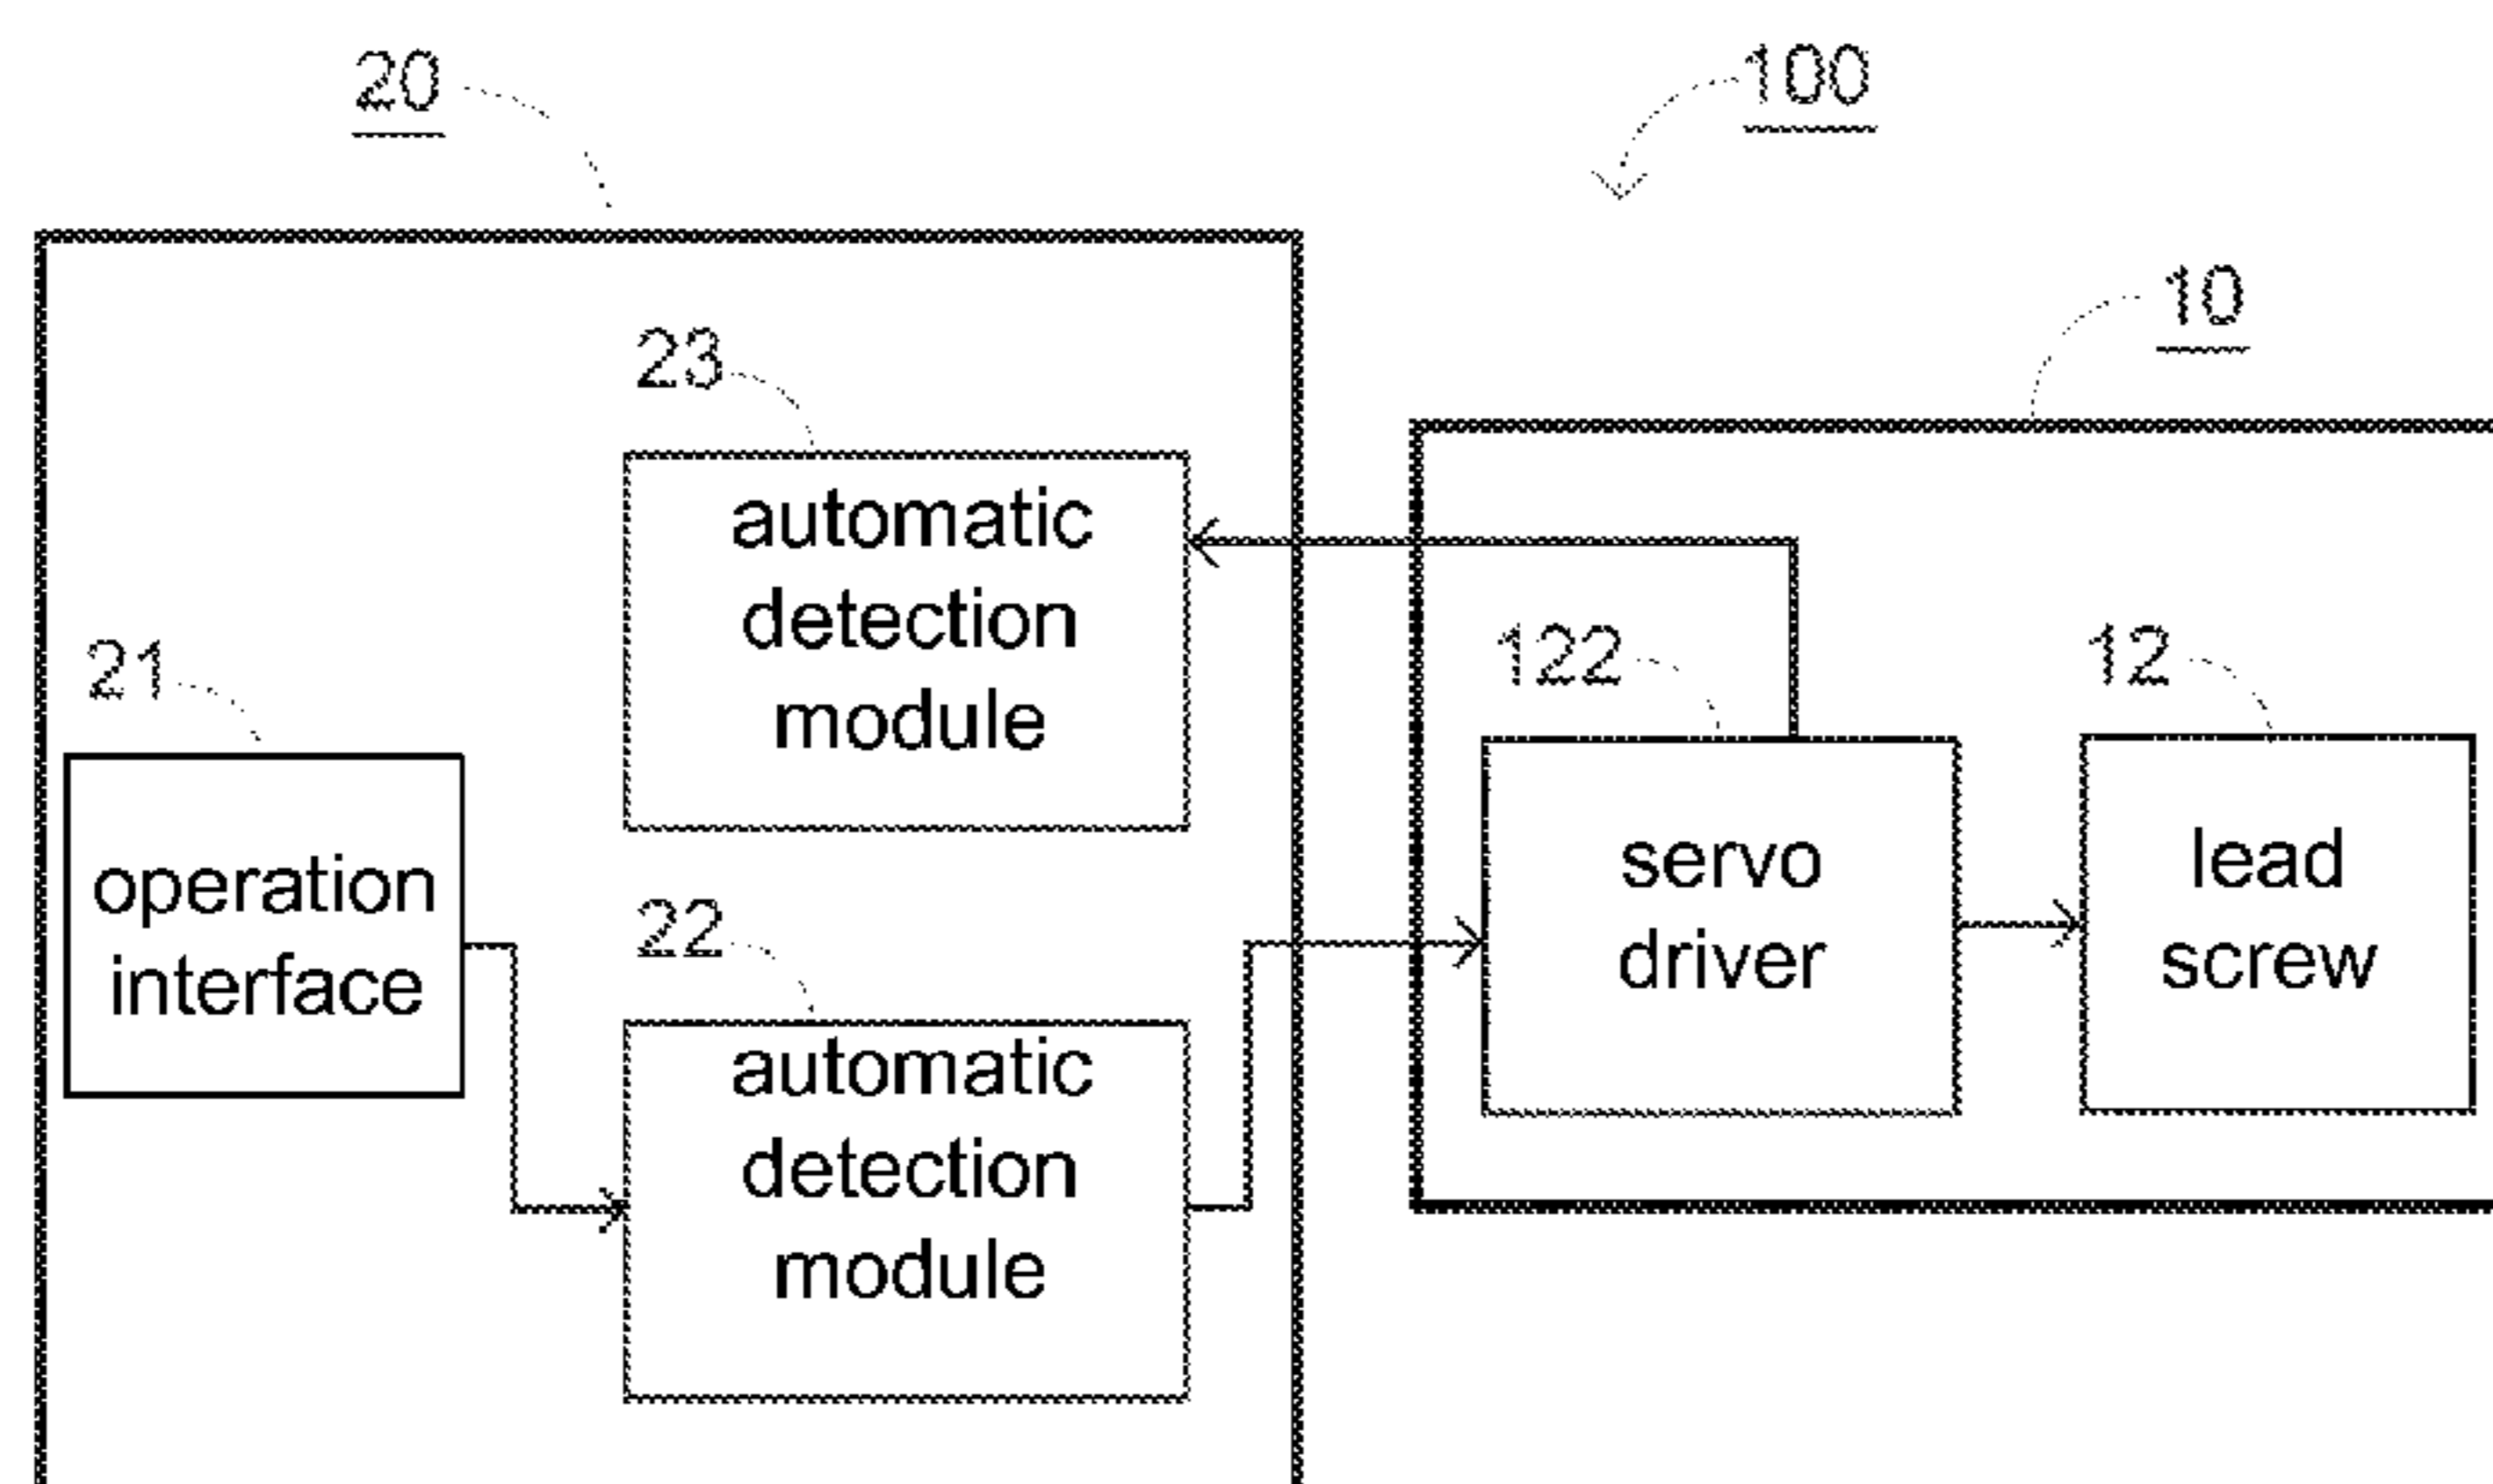 20
100
10
23
automatic
detection
module
21
operation
interface
22
automatic
detection
module
122
servo
driver
12
lead
screw